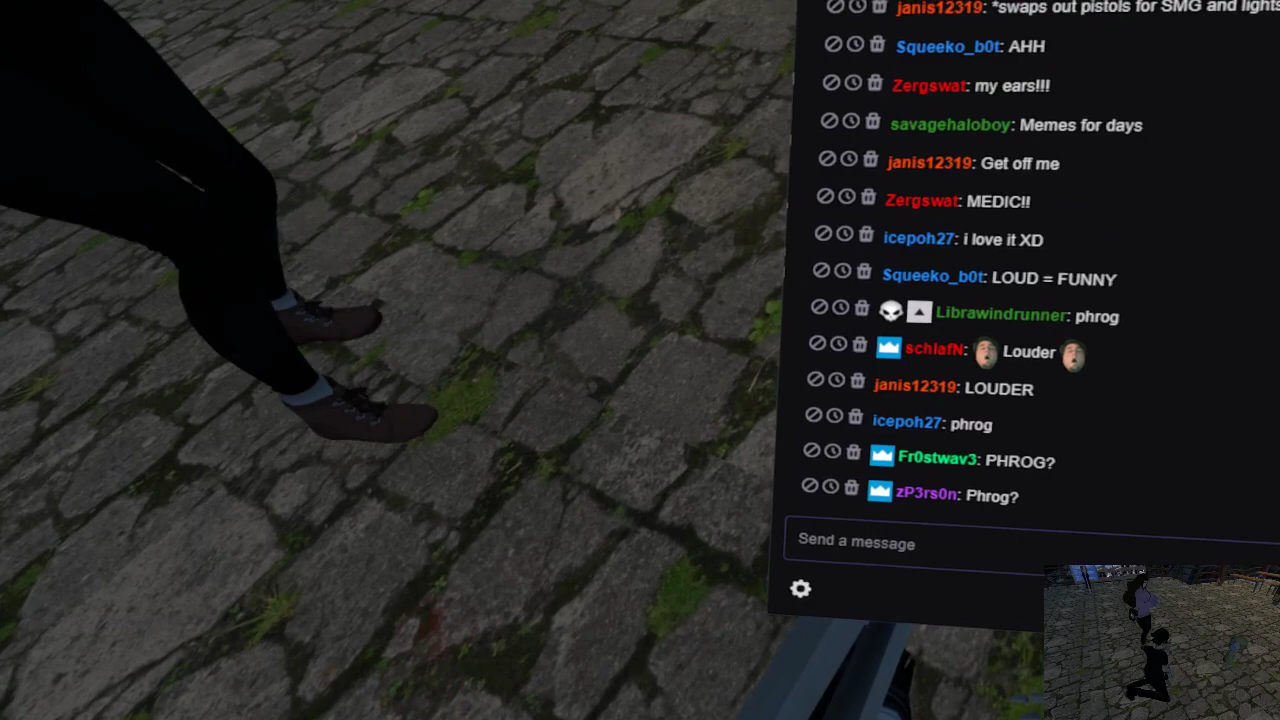 janis12319: *swaps out pistols for SMG and lights
Squeeko_b0t: AHH
Zergswat: my ears!!!
savagehaloboy: Memes for days
janis12319: Get off me
Zergswat: MEDIC!!
icepoh27: i love it XD
Squeeko_b0t: LOUD = FUNNY
Librawindrunner: phrog
schlafN: Louder
janis12319: LOUDER
icepoh27: phrog
Fr0stwav3: PHROG?
zP3rs0n: Phrog?
Send a message